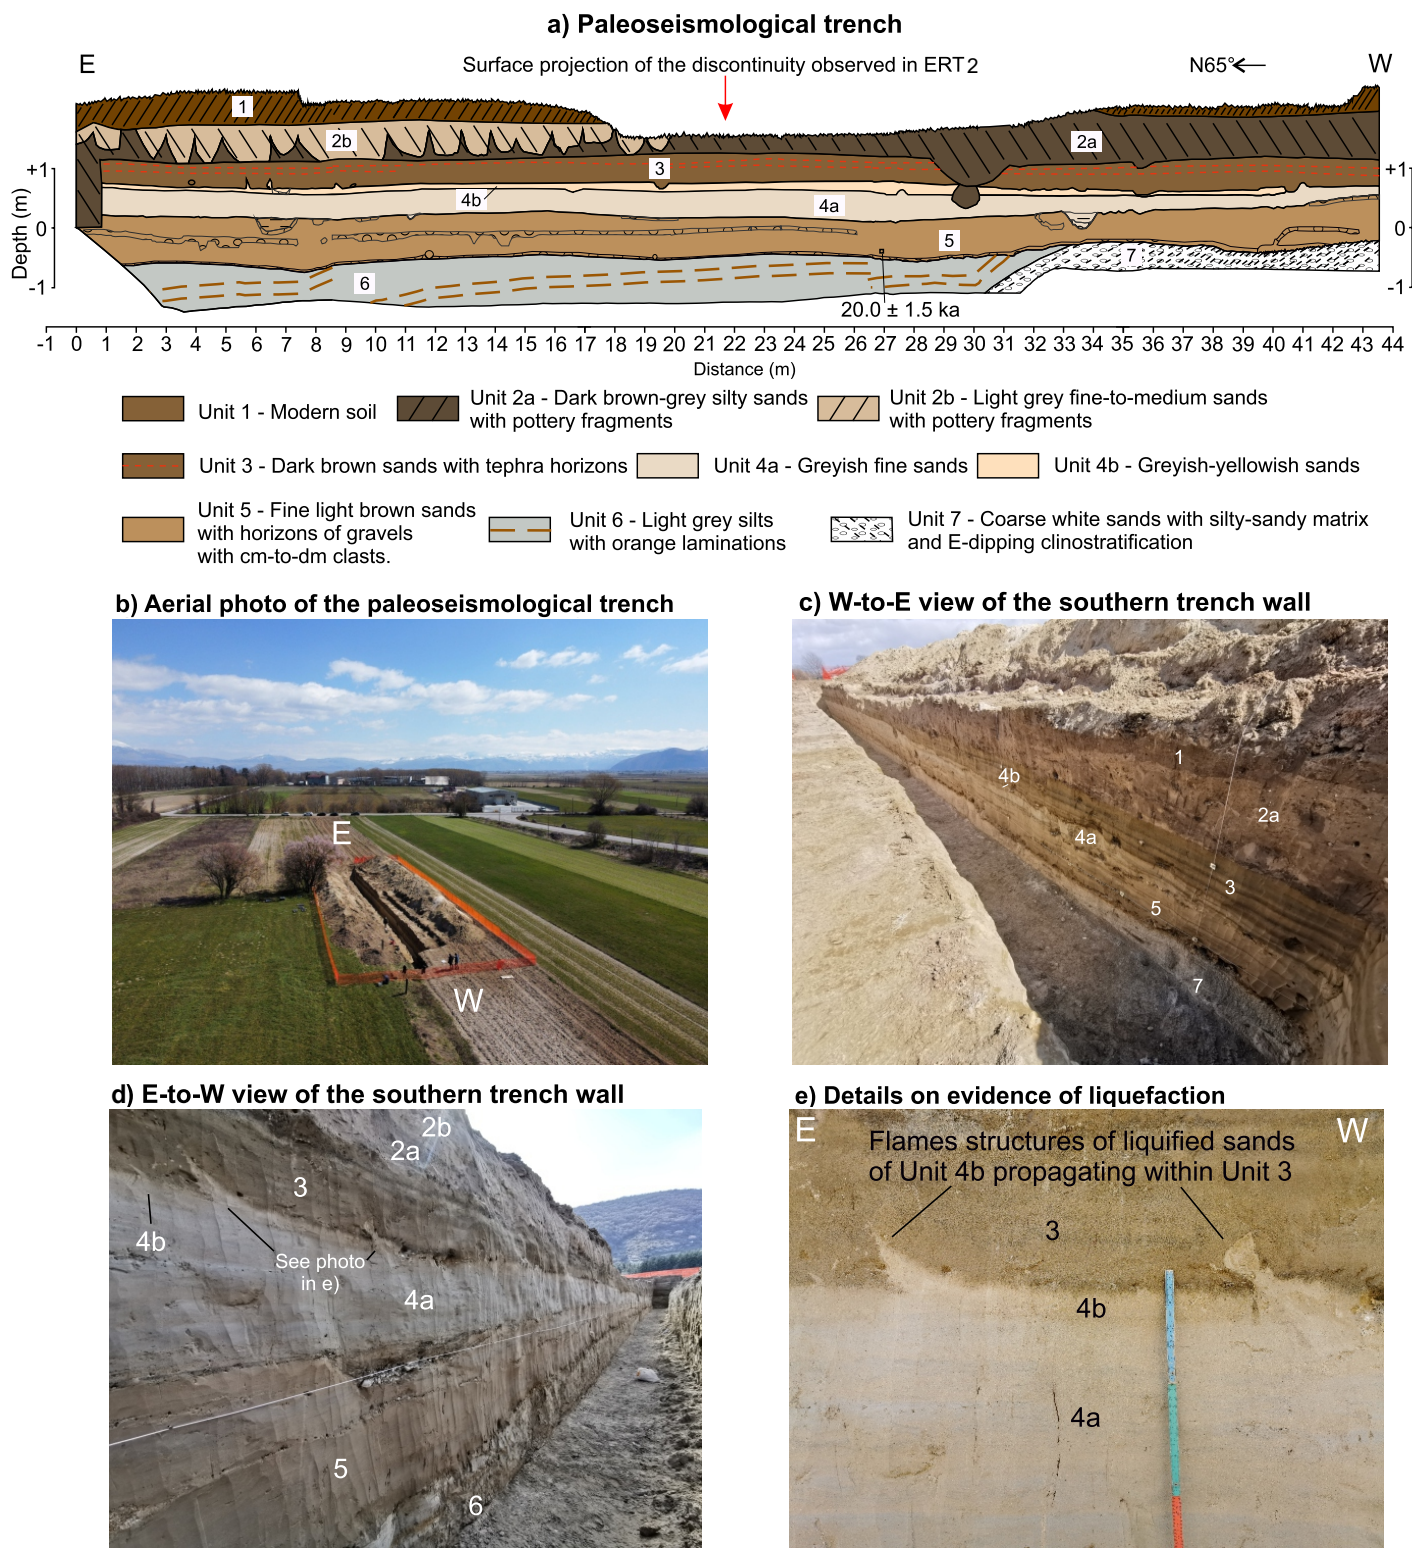 a) Paleoseismological trench
E
Surface projection of the discontinuity observed in ERT 2
N65°
W
1
2b
2a
3
4b
4a
5
6
7
+1
0
-1
Depth (m)
+1
0
-1
20.0 ± 1.5 ka
-1 0 1 2 3 4 5 6 7 8 9 10 11 12 13 14 15 16 17 18 19 20 21 22 23 24 25 26 27 28 29 30 31 32 33 34 35 36 37 38 39 40 41 42 43 44
Distance (m)
Unit 1 - Modern soil
Unit 2a - Dark brown-grey silty sands
with pottery fragments
Unit 2b - Light grey fine-to-medium sands
with pottery fragments
Unit 3 - Dark brown sands with tephra horizons
Unit 4a - Greyish fine sands
Unit 4b - Greyish-yellowish sands
Unit 5 - Fine light brown sands
with horizons of gravels
with cm-to-dm clasts.
Unit 6 - Light grey silts
with orange laminations
Unit 7 - Coarse white sands with silty-sandy matrix
and E-dipping clinostratification
b) Aerial photo of the paleoseismological trench
E
W
c) W-to-E view of the southern trench wall
1
4b
2a
4a
3
5
7
d) E-to-W view of the southern trench wall
2b
2a
3
4b
See photo
in e)
4a
5
6
e) Details on evidence of liquefaction
E
W
Flames structures of liquified sands
of Unit 4b propagating within Unit 3
3
4b
4a